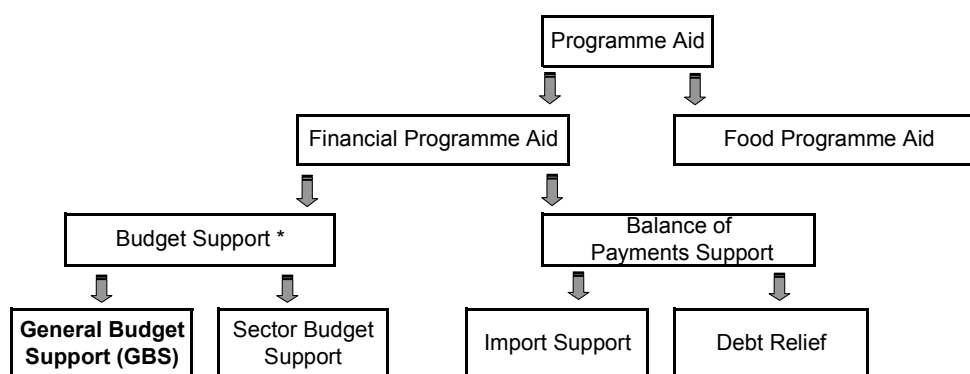 Programme Aid
Financial Programme Aid
Food Programme Aid
Budget Support *
Balance of
Payments Support
General Budget
Support (GBS)
Sector Budget
Support
Import Support
Debt Relief